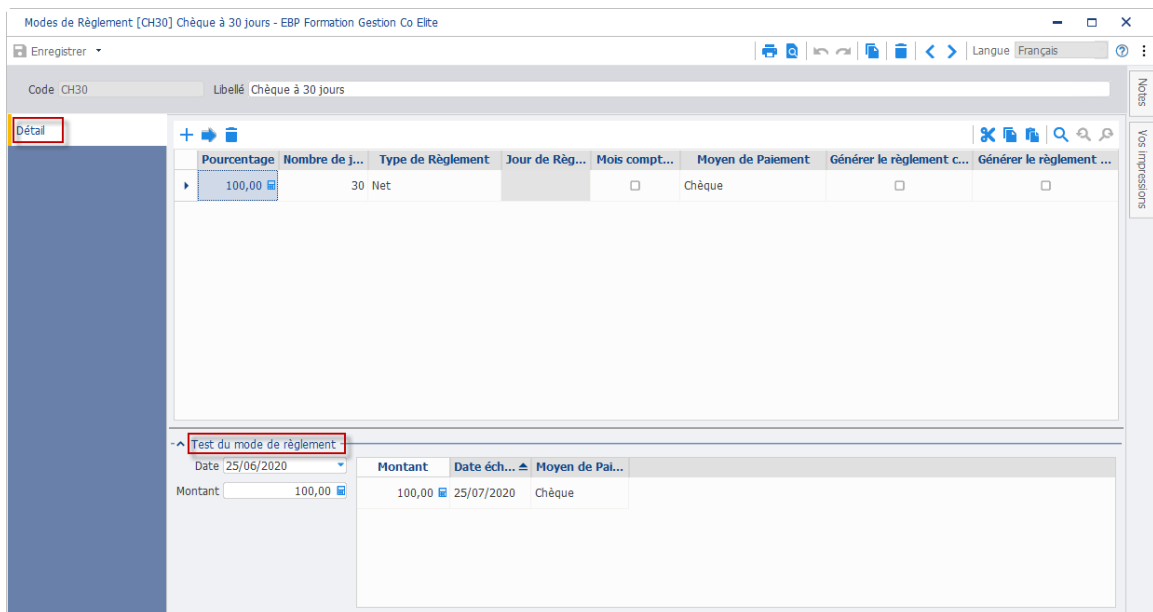 Modes de Règlement [CH30] Chèque à 30 jours - EBP Formation Gestion Co Elite
Enregistrer
Langue Français
Code CH30 Libellé Chèque à 30 jours
Notes
Vos impressions
Détail
Pourcentage Nombre de j... Type de Règlement Jour de Règ... Mois compt... Moyen de Paiement Générer le règlement c... Générer le règlement ...
100,00 30 Net Chèque
Test du mode de règlement
Date 25/06/2020
Montant 100,00
Montant Date éch... Moyen de Pai...
100,00 25/07/2020 Chèque